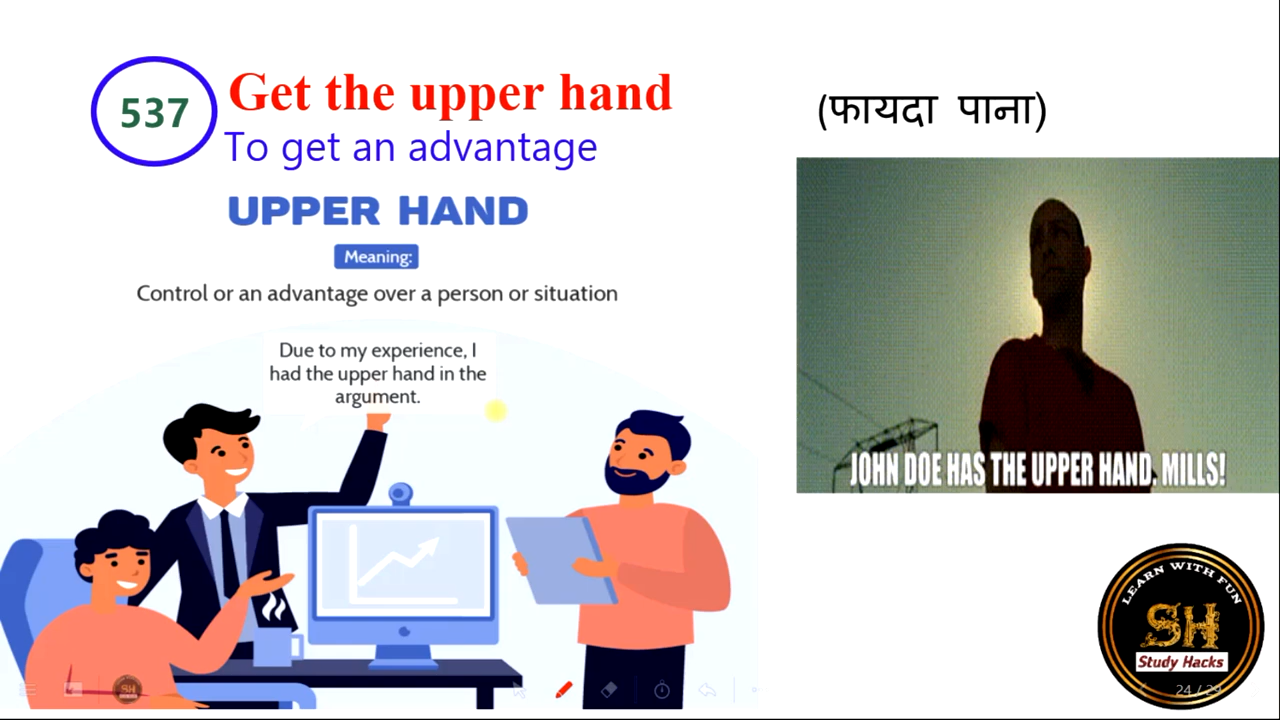 537
Get the upper hand
To get an advantage
(फायदा पाना)
UPPER HAND
Meaning:
Control or an advantage over a person or situation
Due to my experience, I
had the upper hand in the
argument.
JOHN DOE HAS THE UPPER HAND. MILLS!
LEARN WITH FUN
SH
Study Hacks
24 / 29